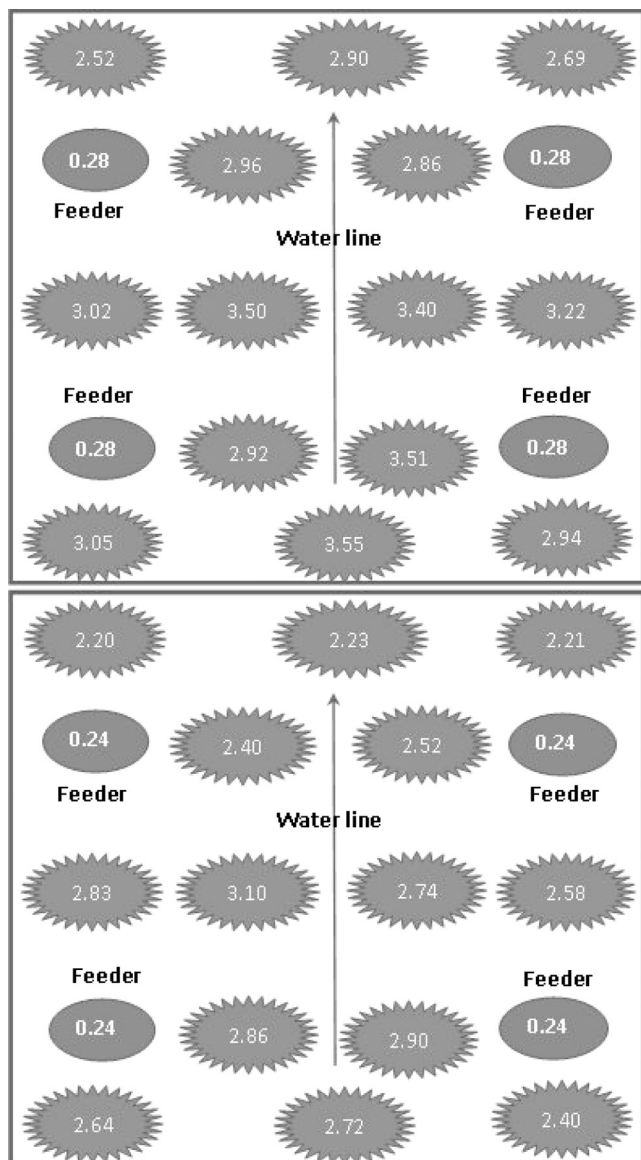 2.52 2.90 2.69
0.28 2.96 2.86 0.28
Feeder Feeder
Water line
3.02 3.50 3.40 3.22
Feeder Feeder
0.28 2.92 3.51 0.28
3.05 3.55 2.94
2.20 2.23 2.21
0.24 2.40 2.52 0.24
Feeder Feeder
Water line
2.83 3.10 2.74 2.58
Feeder Feeder
0.24 2.86 2.90 0.24
2.64 2.72 2.40